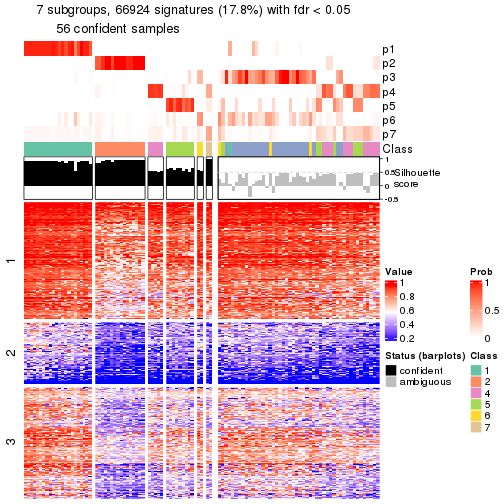 7 subgroups, 66924 signatures (17.8%) with fdr < 0.05
56 confident samples
p1
p2
p3
p4
p5
p6
p7
Class
1
0.5
0
-0.5
Silhouette
score
1
2
3
Value
1
0.8
0.6
0.4
0.2
Prob
1
0.5
0
Status (barplots)
confident
ambiguous
Class
1
2
4
5
6
7